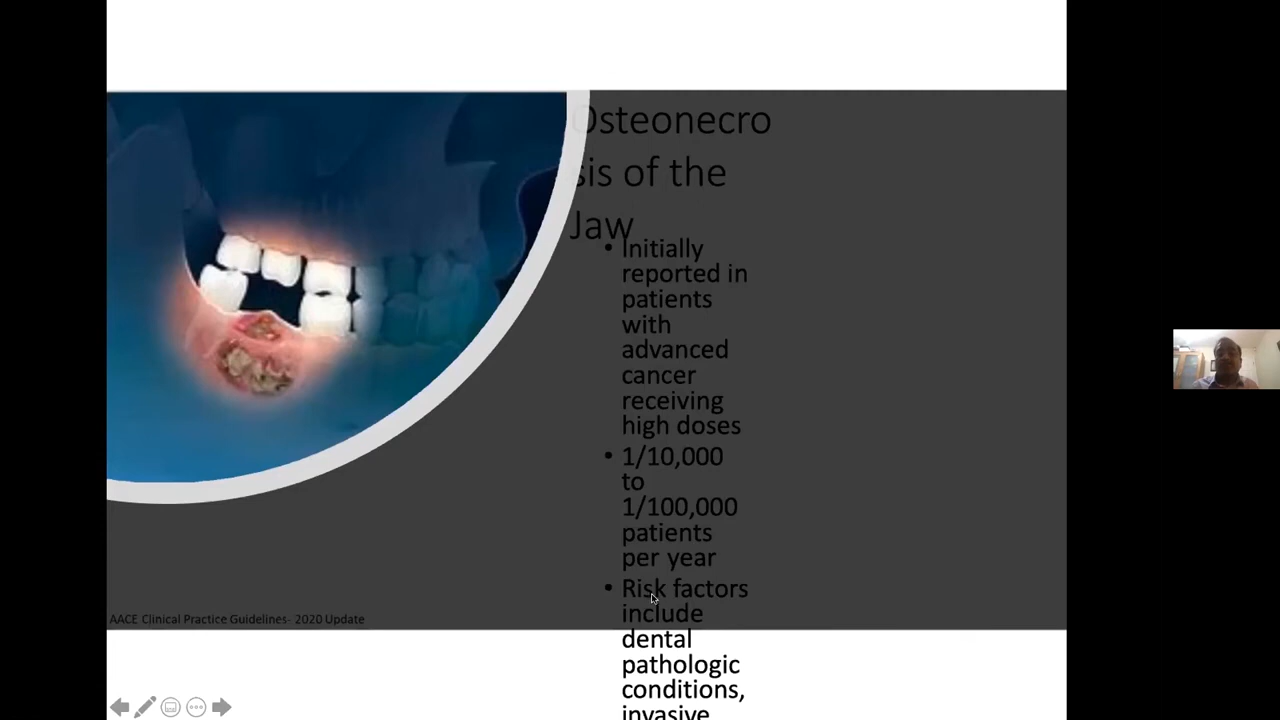 Osteonecro
sis of the
Jaw
• Initially
reported in
patients
with
advanced
cancer
receiving
high doses
• 1/10,000
to
1/100,000
patients
per year
• Risk factors
include
dental
pathologic
conditions,
invasive
AACE Clinical Practice Guidelines- 2020 Update